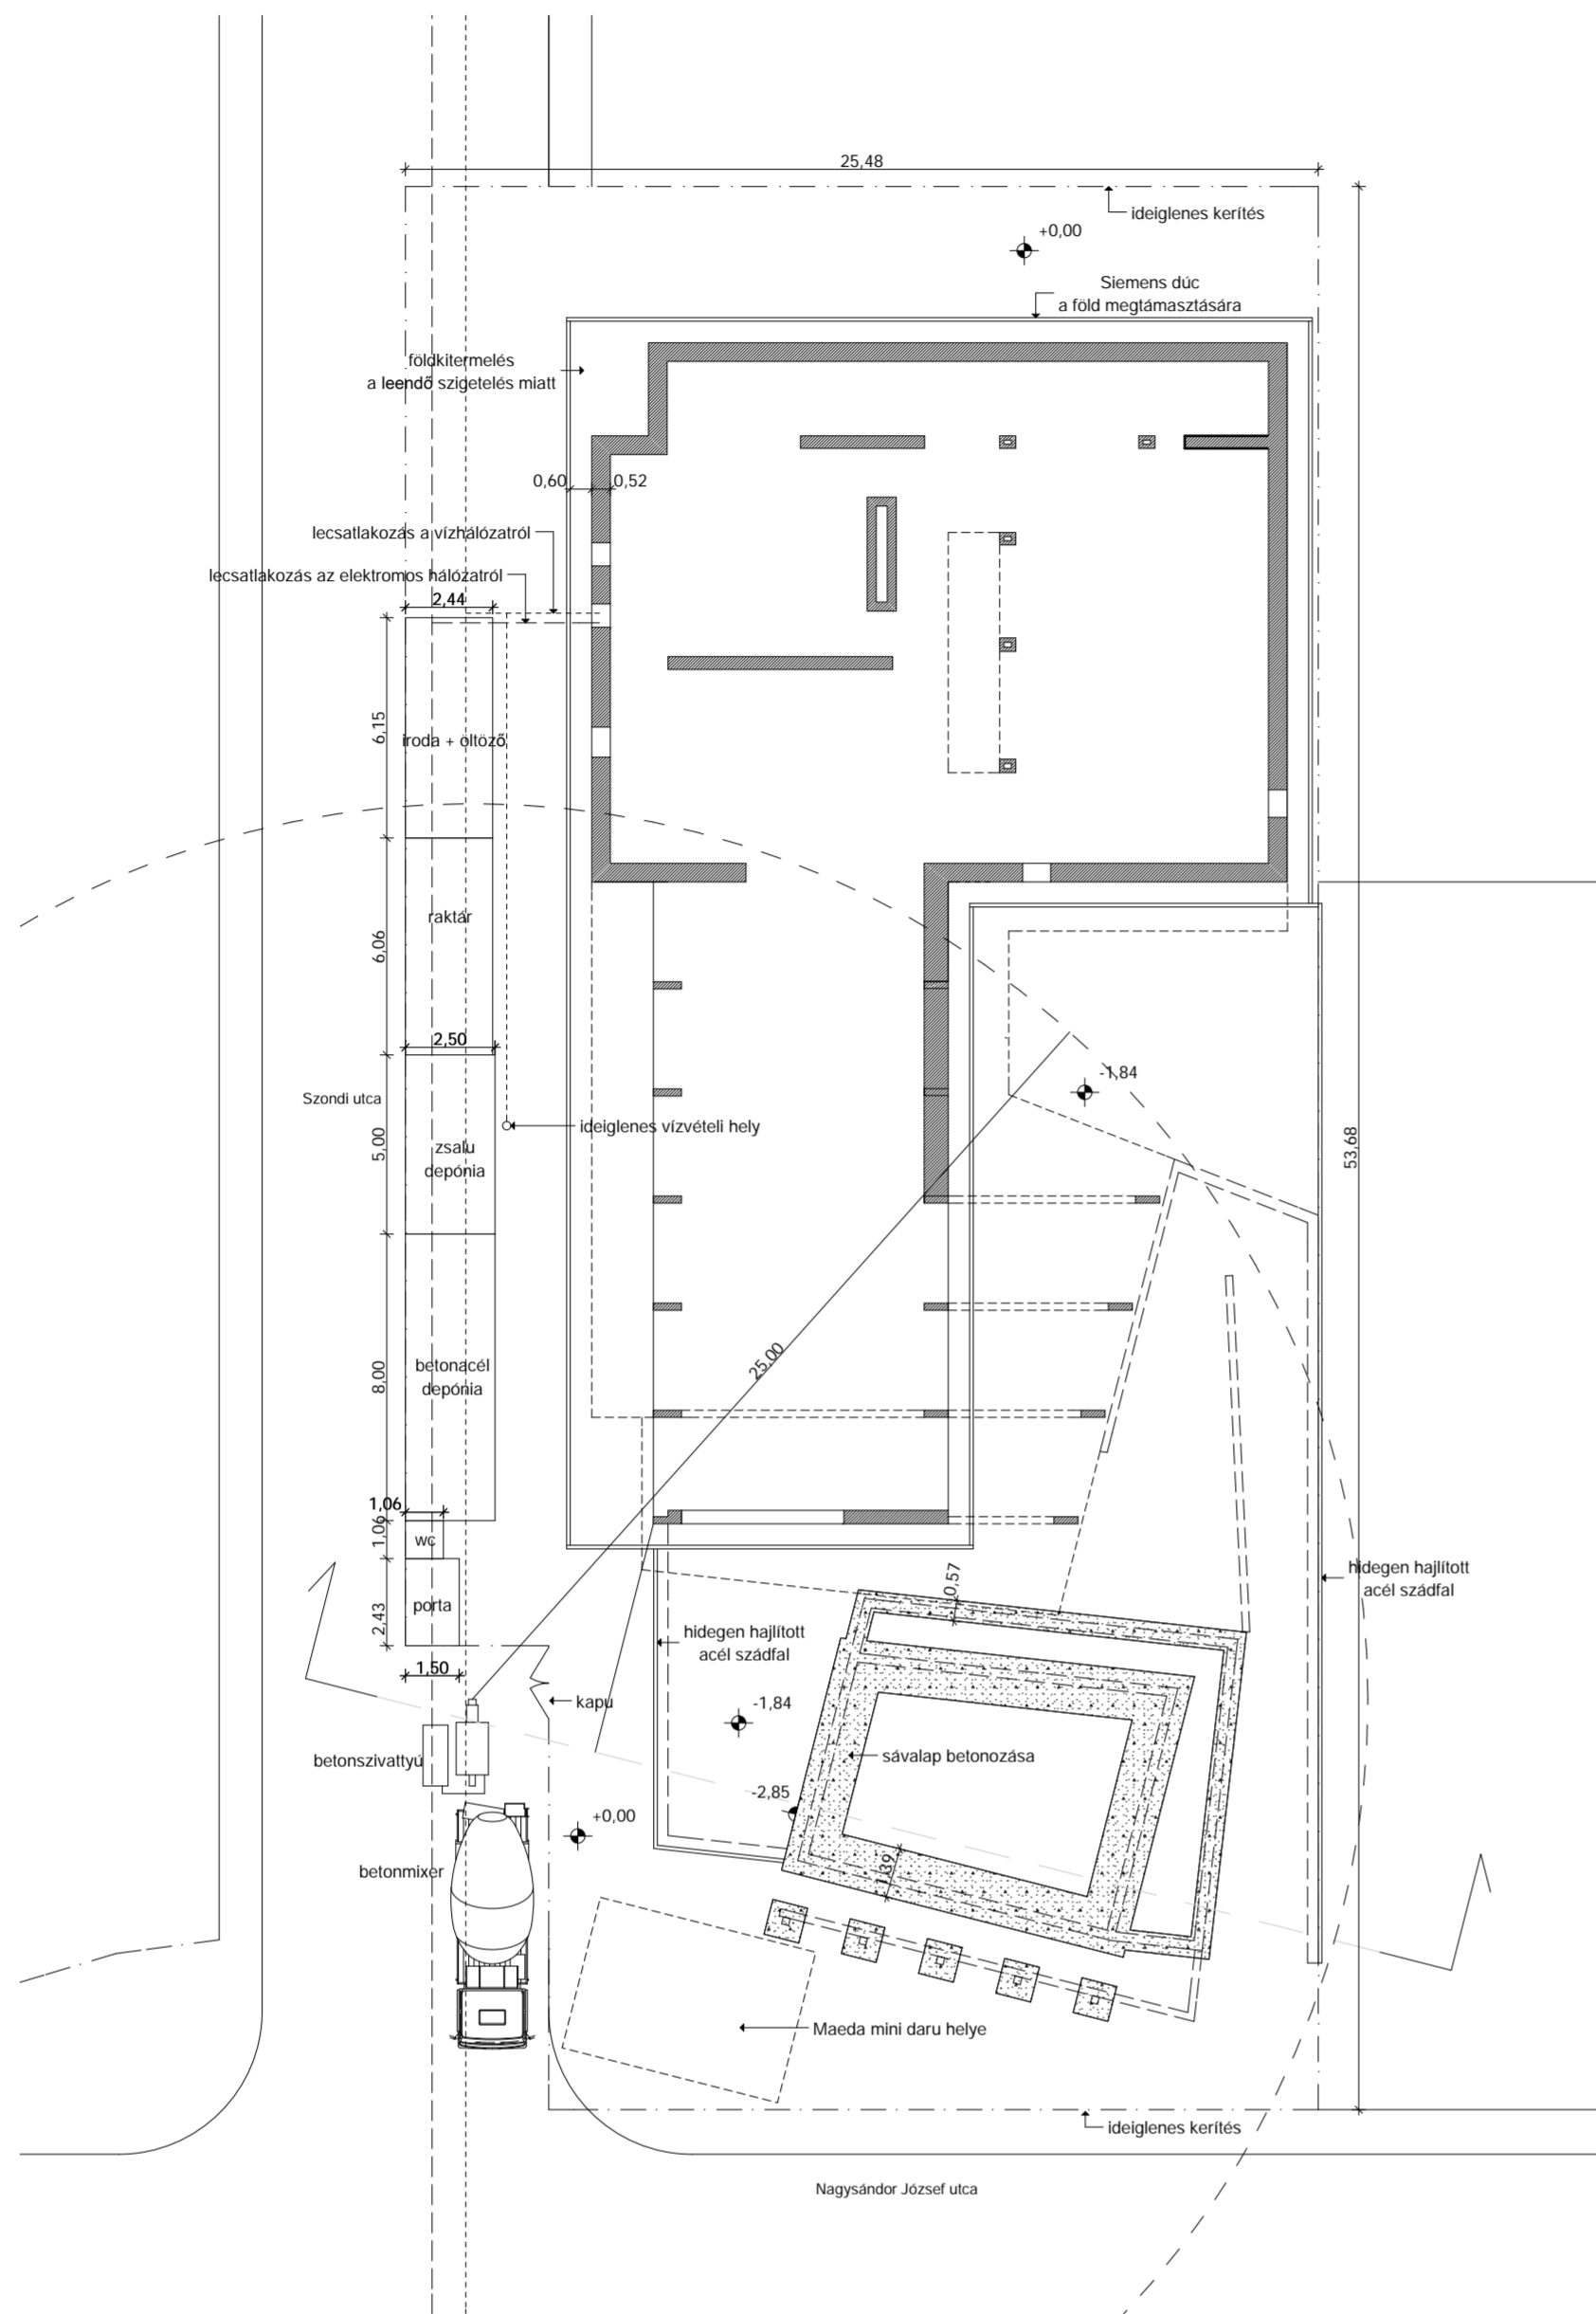 25,48
ideiglenes kerítés
+0,00
Siemens dúc
a föld megtámasztására
földkitermelés
a leendő szigetelés miatt
0,60
0,52
lecsatlakozás a vízhálózatról
lecsatlakozás az elektromos hálózatról
2,44
6,15
iroda + öltöző
raktár
6,06
2,50
-1,84
Szondi utca
ideiglenes vízvételi hely
5,00
zsalu
depónia
53,68
25,00
8,00
betonacél
depónia
1,06
1,06
wc
hidegen hajlított
acél szádfal
0,57
porta
2,43
hidegen hajlított
acél szádfal
1,50
kapu
-1,84
betonszivattyú
sávalap betonozása
-2,85
+0,00
betonmixer
1,39
Maeda mini daru helye
ideiglenes kerítés
Nagysándor József utca